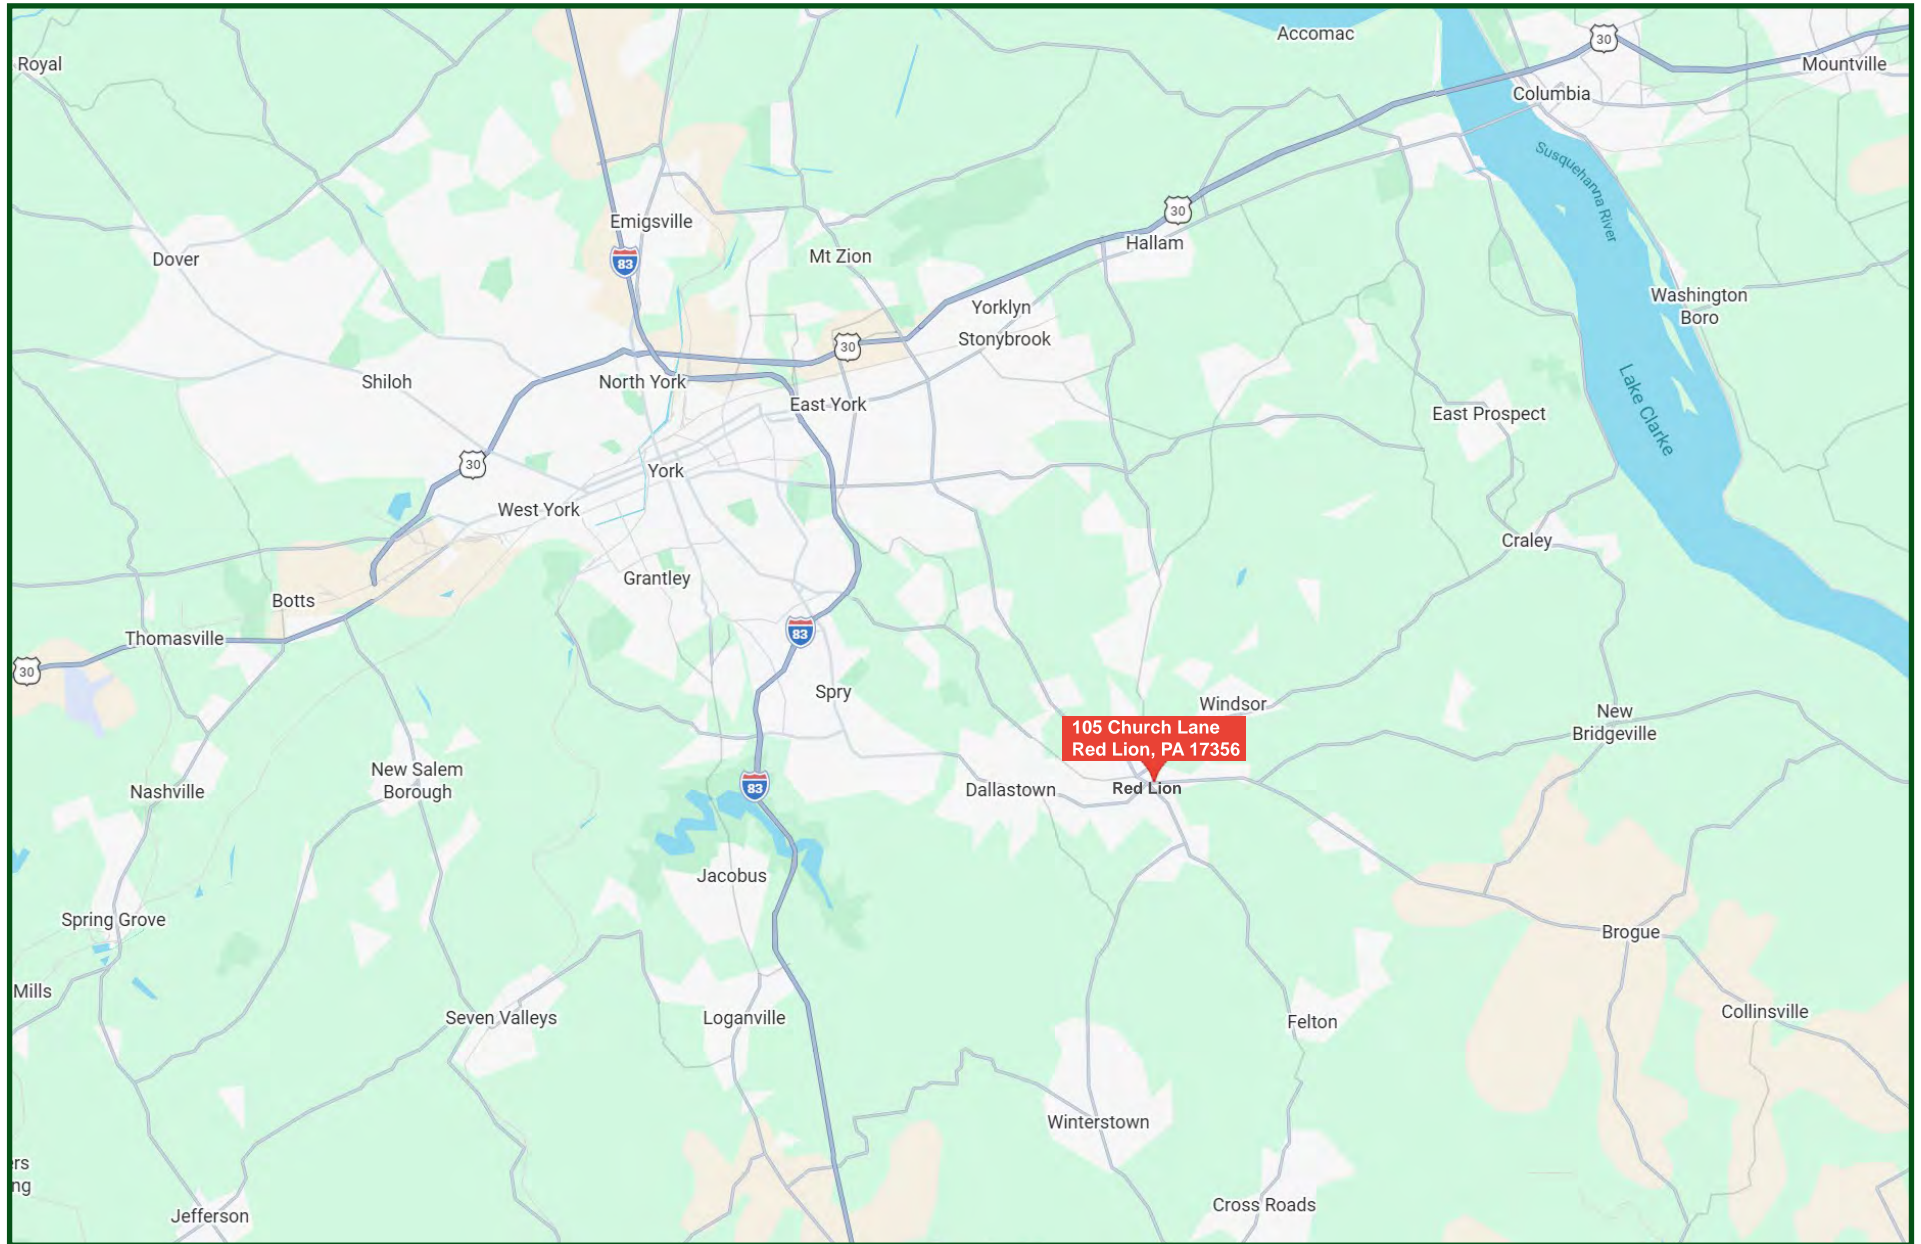 Accomac
30
Royal
Mountville
Columbia
Susquehanna River
30
Emigsville
Hallam
Mt Zion
Dover
83
Washington
Boro
Yorklyn
Stonybrook
30
Shiloh
North York
East York
Lake Clarke
East Prospect
30
York
West York
Craley
Grantley
Botts
83
Thomasville
30
Spry
Windsor
New
Bridgeville
105 Church Lane
Red Lion, PA 17356
New Salem
Borough
83
Nashville
Dallastown
Red Lion
Jacobus
Spring Grove
Brogue
Mills
Collinsville
Seven Valleys
Loganville
Felton
Winterstown
ers
ng
Cross Roads
Jefferson